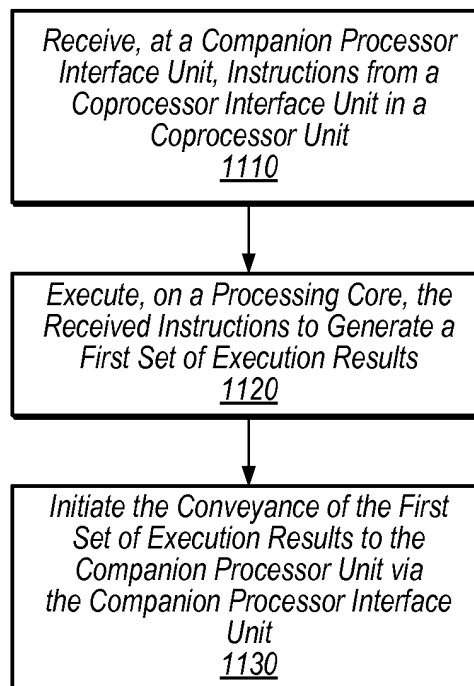 Receive, at a Companion Processor
Interface Unit, Instructions from a
Coprocessor Interface Unit in a
Coprocessor Unit
1110
Execute, on a Processing Core, the
Received Instructions to Generate a
First Set of Execution Results
1120
Initiate the Conveyance of the First
Set of Execution Results to the
Companion Processor Unit via
the Companion Processor Interface
Unit
1130